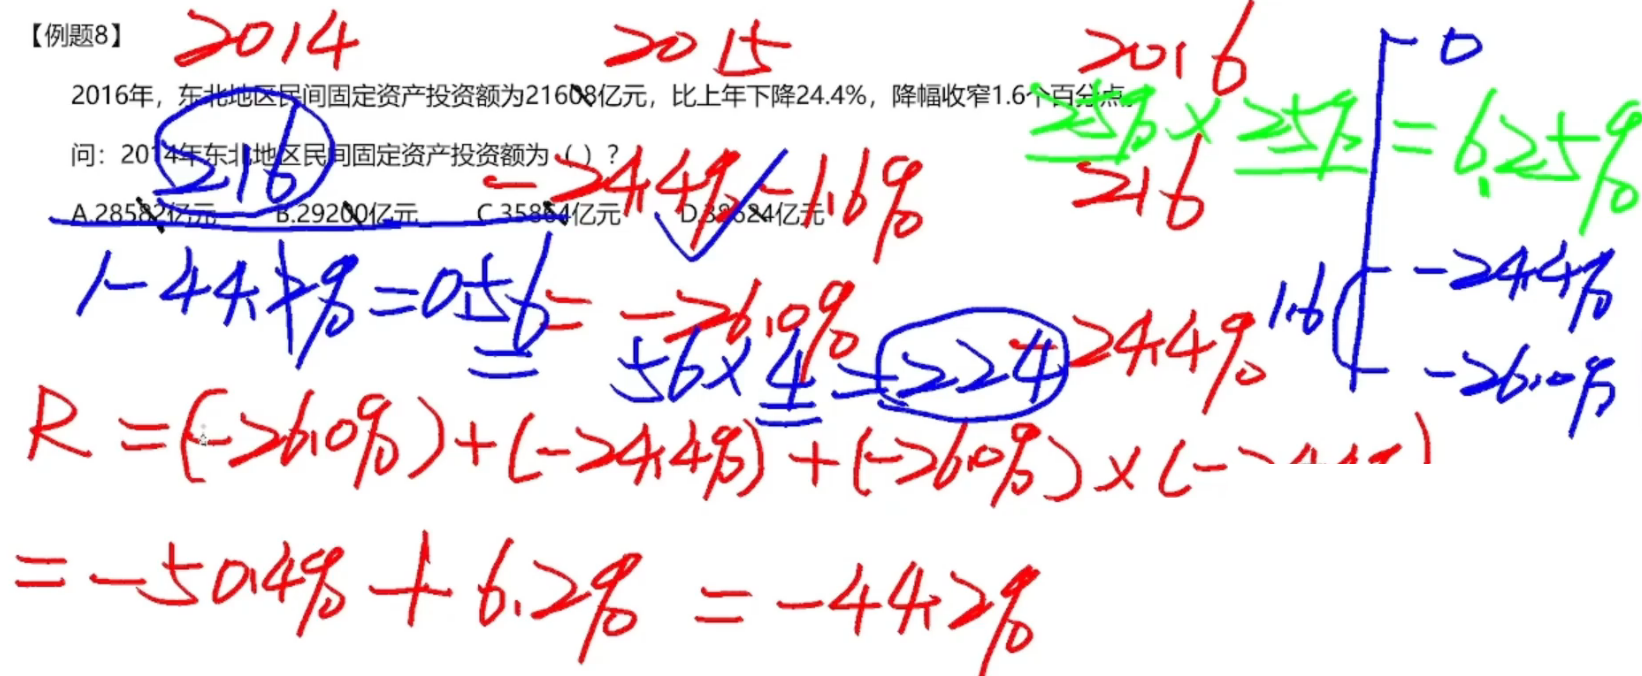 【例题8】
2014 2015 2016
0
2016年，东北地区民间固定资产投资额为21608亿元，比上年下降24.4%，降幅收窄1.6个百分点。
25% × 25% = 6.25%
问：2014年东北地区民间固定资产投资额为（ ）？
216 -24.4% -1.6% 216
A.28582亿元 B.29200亿元 C.35884亿元 D.38624亿元
1-44.2% = 0.56 = -26.0% -24.4%
1.6 -24.4%
56×4=224 -26.0%
R = (-26.0%) + (-24.4%) + (-26.0%) × (-
= -50.4% + 6.2% = -44.2%